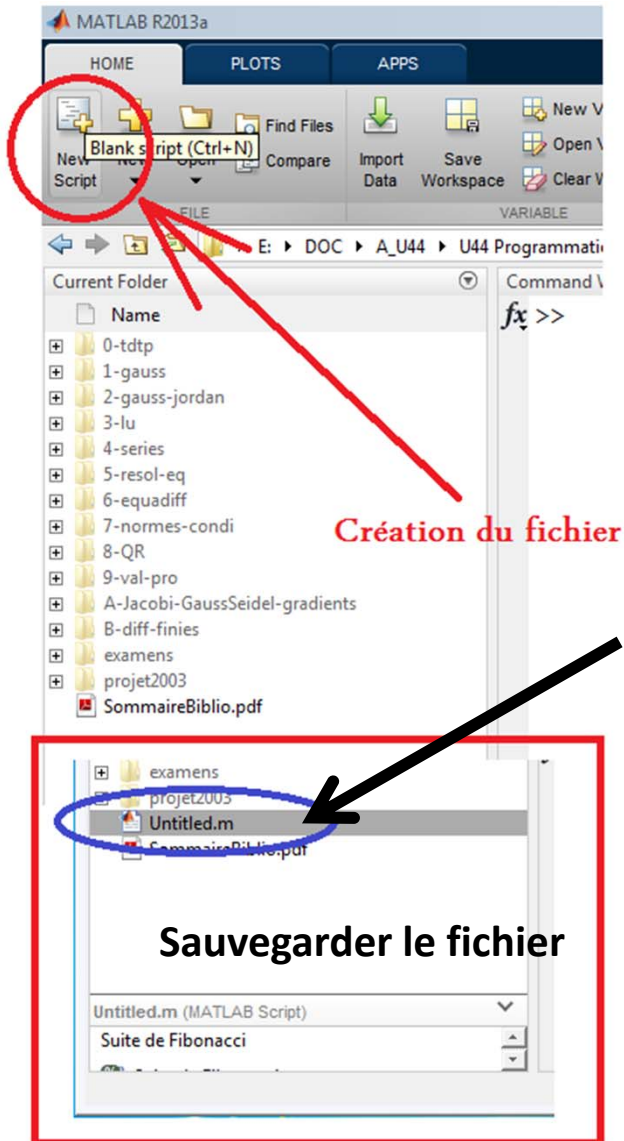 MATLAB R2013a
HOME PLOTS APPS
Find Files
New V
Blank script (Ctrl+N)
Open V
New Script
New
Open
Compare
Import Data
Save Workspace
Clear W
FILE
VARIABLE
E: DOC A_U44 U44 Programmati
Current Folder
Command W
Name
fx >>
0-tdtp
1-gauss
2-gauss-jordan
3-lu
4-series
5-resol-eq
6-equadiff
7-normes-condi
8-QR
9-val-pro
A-Jacobi-GaussSeidel-gradients
B-diff-finies
examens
projet2003
SommaireBiblio.pdf
Création du fichier
examens
projet2003
Untitled.m
SommaireBiblio.pdf
Sauvegarder le fichier
Untitled.m (MATLAB Script)
Suite de Fibonacci